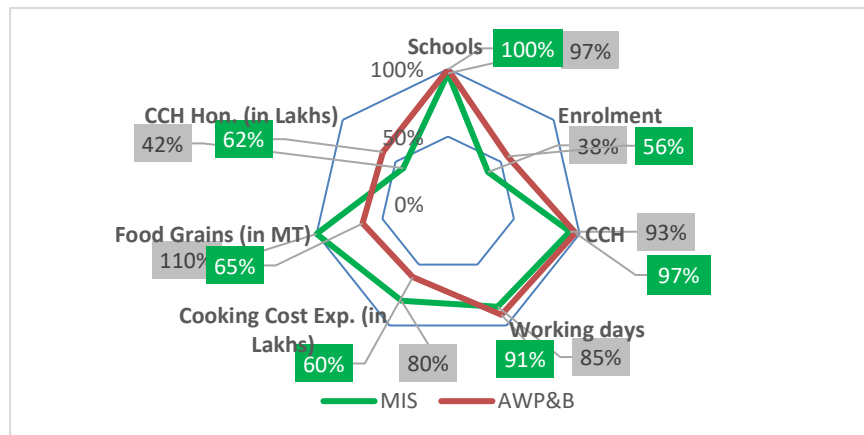 Schools
100%
97%
100%
CCH Hon. (in Lakhs)
Enrolment
42%
62%
50%
38%
56%
0%
Food Grains (in MT)
CCH
93%
110%
65%
97%
Cooking Cost Exp. (in
Lakhs)
Working days
60%
80%
91%
85%
MIS
AWP&B